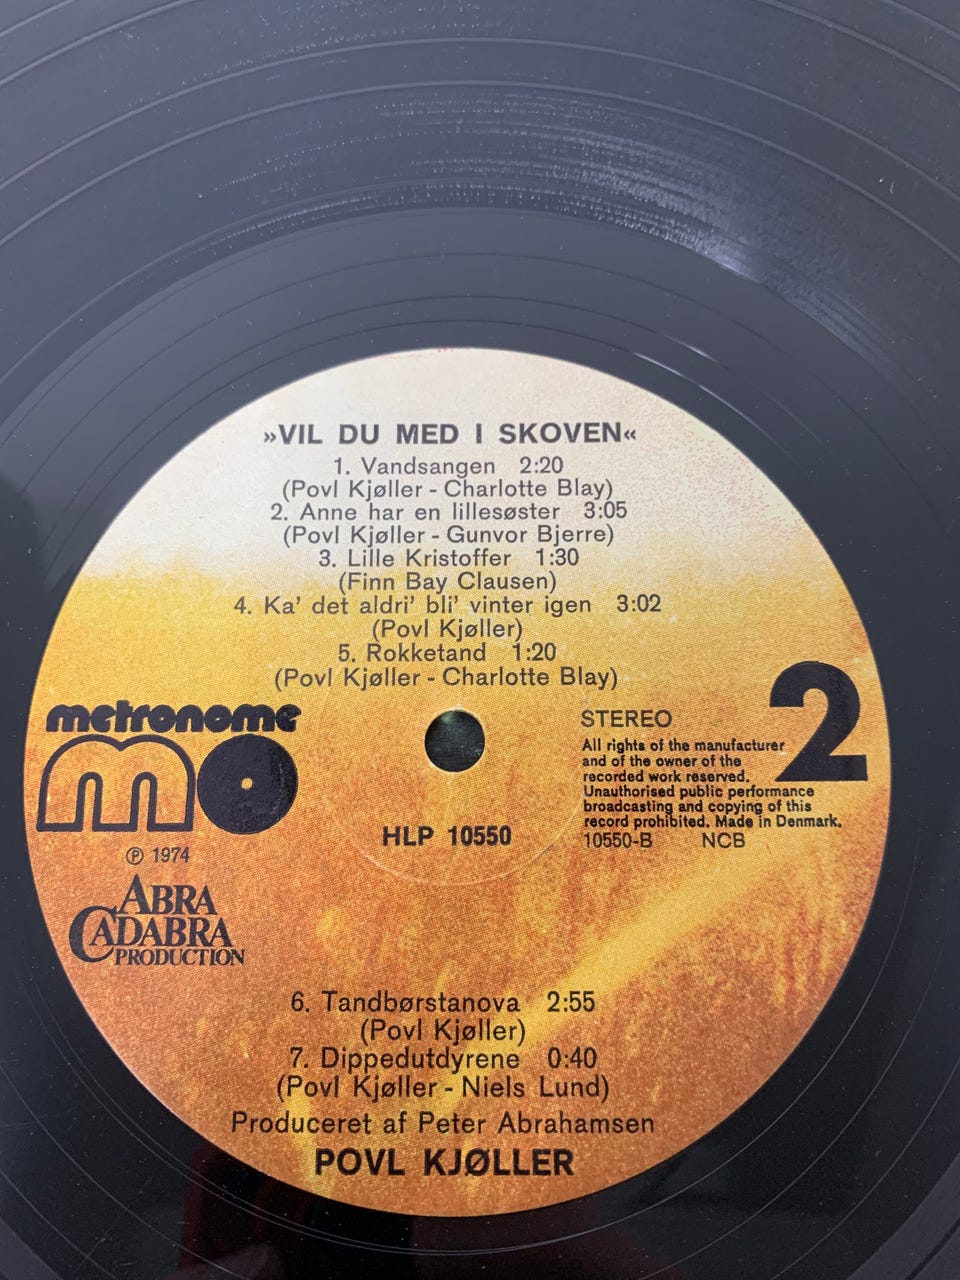 »VIL DU MED I SKOVEN«
1. Vandsangen 2:20
(Povl Kjøller - Charlotte Blay)
2. Anne har en lillesøster 3:05
(Povl Kjøller - Gunvor Bjerre)
3. Lille Kristoffer 1:30
(Finn Bay Clausen)
4. Ka' det aldri' bli' vinter igen 3:02
(Povl Kjøller)
5. Rokketand 1:20
(Povl Kjøller - Charlotte Blay)
metronome
mo
℗ 1974
ABRA
CADABRA
PRODUCTION
HLP 10550
STEREO
2
All rights of the manufacturer
and of the owner of the
recorded work reserved.
Unauthorised public performance
broadcasting and copying of this
record prohibited. Made in Denmark.
10550-B NCB
6. Tandbørstanova 2:55
(Povl Kjøller)
7. Dippedutdyrene 0:40
(Povl Kjøller - Niels Lund)
Produceret af Peter Abrahamsen
POVL KJØLLER